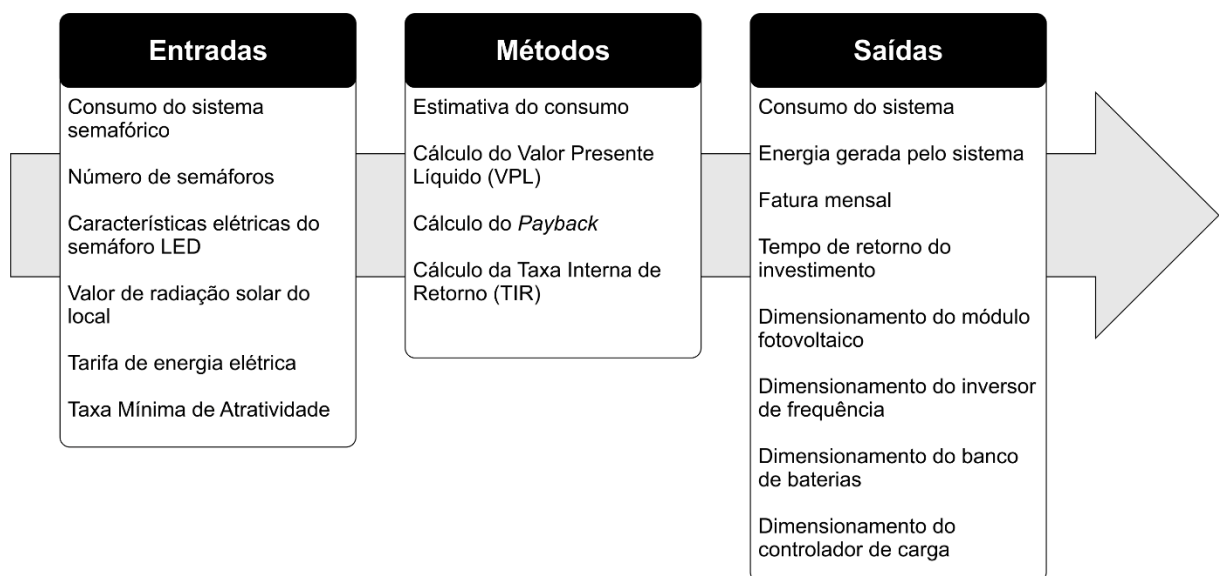 Entradas
Consumo do sistema
semafórico
Número de semáforos
Características elétricas do
semáforo LED
Valor de radiação solar do
local
Tarifa de energia elétrica
Taxa Mínima de Atratividade
Métodos
Estimativa do consumo
Cálculo do Valor Presente
Líquido (VPL)
Cálculo do Payback
Cálculo da Taxa Interna de
Retorno (TIR)
Saídas
Consumo do sistema
Energia gerada pelo sistema
Fatura mensal
Tempo de retorno do
investimento
Dimensionamento do módulo
fotovoltaico
Dimensionamento do inversor
de frequência
Dimensionamento do banco
de baterias
Dimensionamento do
controlador de carga